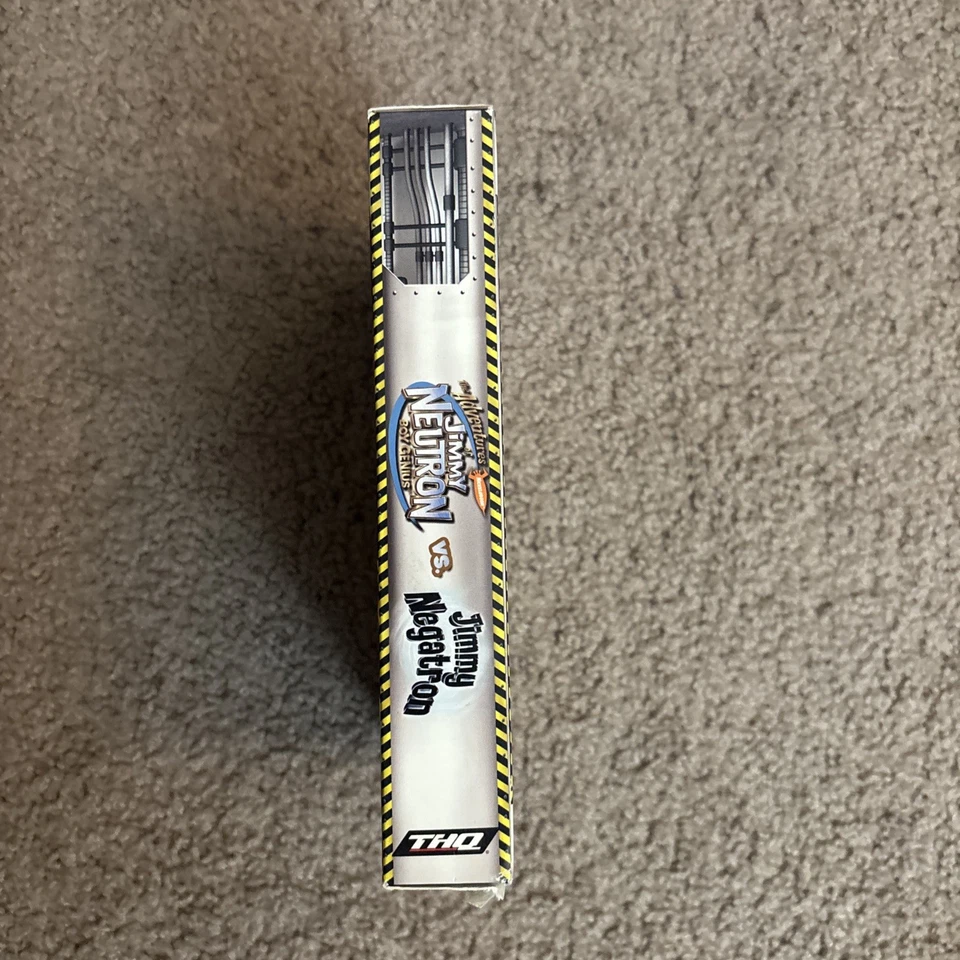 The Adventures of
JIMMY
NEUTRON
BOY GENIUS
vs.
Jimmy
Negatron
THQ